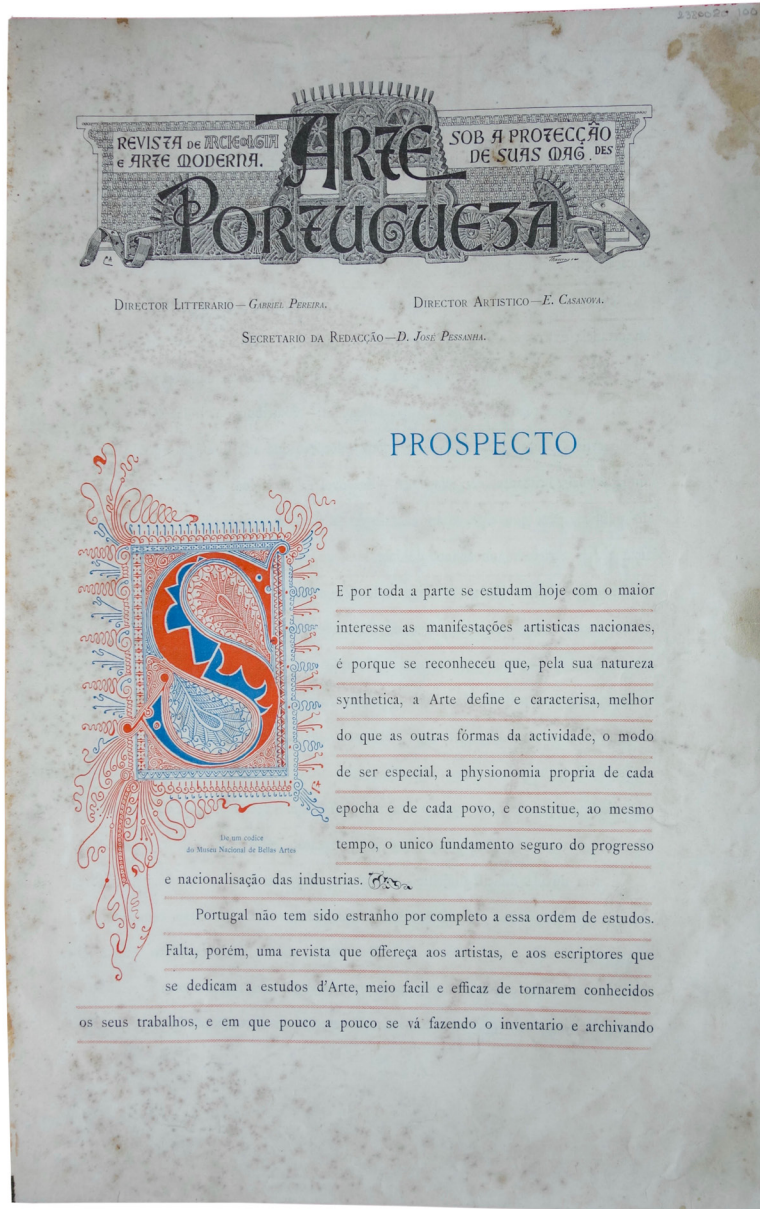 REVISTA DE ARCHEOLOGIA
E ARTE MODERNA.
ARTE
PORTUGUEZA
SOB A PROTECÇÃO
DE SUAS MAG.DES
DIRECTOR LITTERARIO—GABRIEL PEREIRA.
DIRECTOR ARTISTICO—E. CASANOVA.
SECRETARIO DA REDACÇÃO—D. JOSÉ PESSANHA.
PROSPECTO
SE por toda a parte se estudam hoje com o maior
interesse as manifestações artisticas nacionaes,
é porque se reconheceu que, pela sua natureza
synthetica, a Arte define e caracterisa, melhor
do que as outras fórmas da actividade, o modo
de ser especial, a physionomia propria de cada
epocha e de cada povo, e constitue, ao mesmo
tempo, o unico fundamento seguro do progresso
Da um codice
do Museu Nacional de Bellas Artes
e nacionalisação das industrias.
Portugal não tem sido estranho por completo a essa ordem de estudos.
Falta, porém, uma revista que offereça aos artistas, e aos escriptores que
se dedicam a estudos d'Arte, meio facil e efficaz de tornarem conhecidos
os seus trabalhos, e em que pouco a pouco se vá fazendo o inventario e archivando